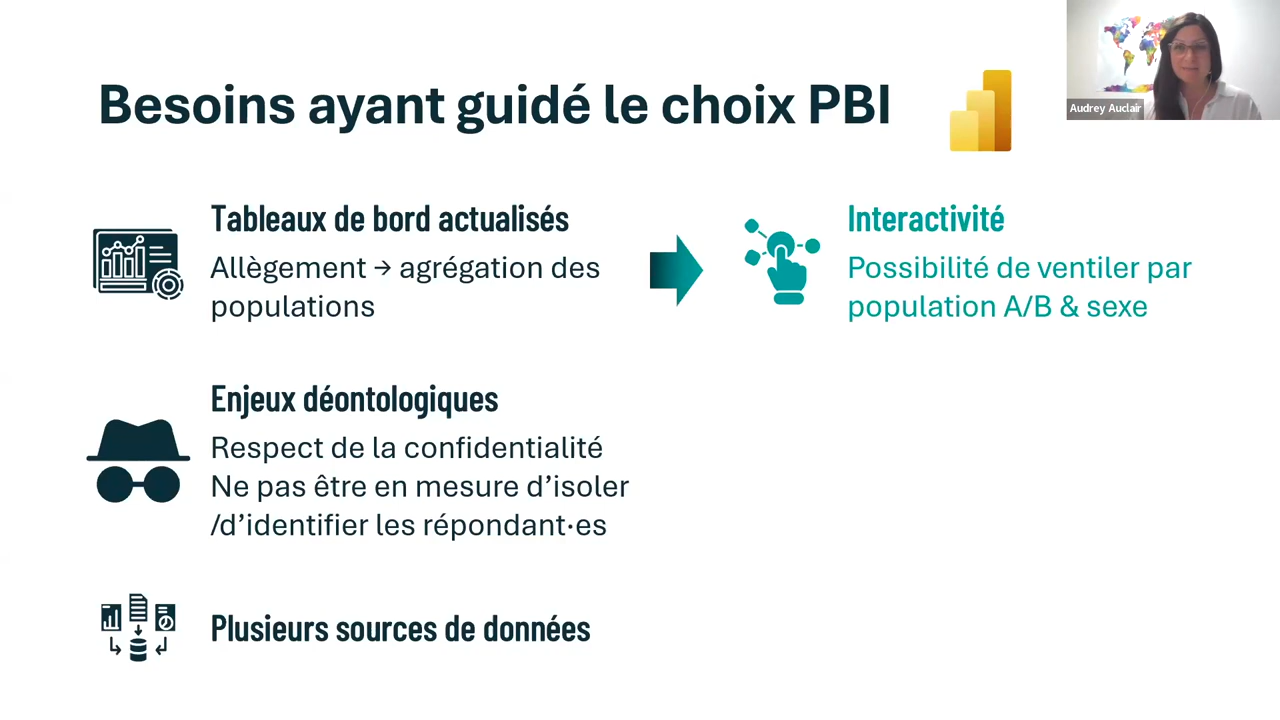 Besoins ayant guidé le choix PBI
Audrey Auclair
Tableaux de bord actualisés
Allègement → agrégation des
populations
Interactivité
Possibilité de ventiler par
population A/B & sexe
Enjeux déontologiques
Respect de la confidentialité
Ne pas être en mesure d’isoler
/d’identifier les répondant·es
Plusieurs sources de données